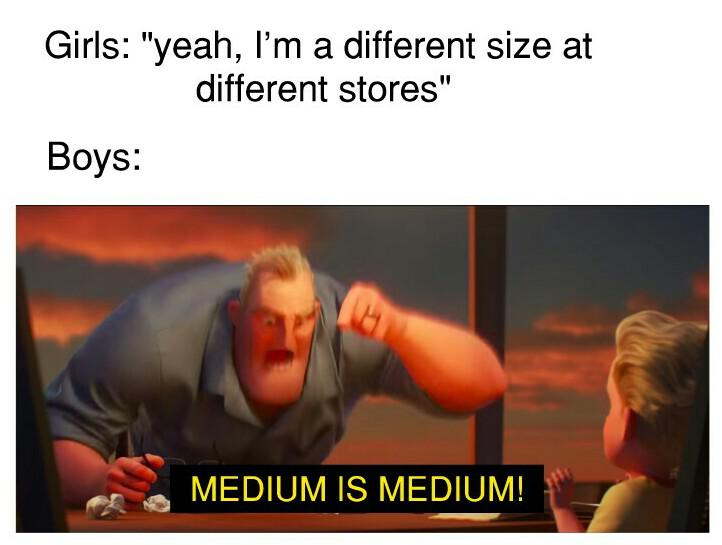 Girls: "yeah, I’m a different size at
different stores"
Boys:
MEDIUM IS MEDIUM!